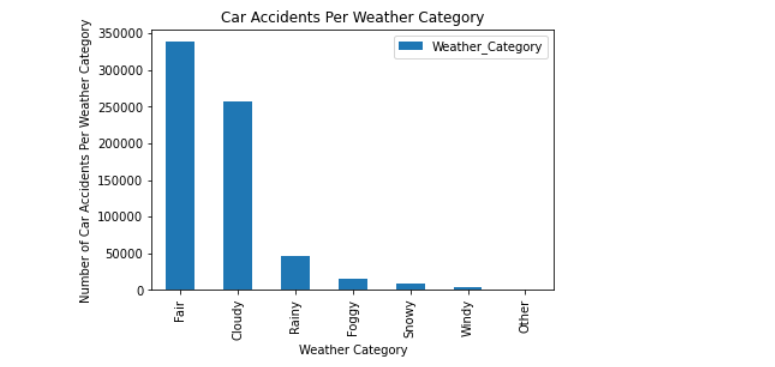 Car Accidents Per Weather Category
Number of Car Accidents Per Weather Category
350000
300000
250000
200000
150000
100000
50000
0
Weather_Category
Fair
Cloudy
Rainy
Foggy
Snowy
Windy
Other
Weather Category